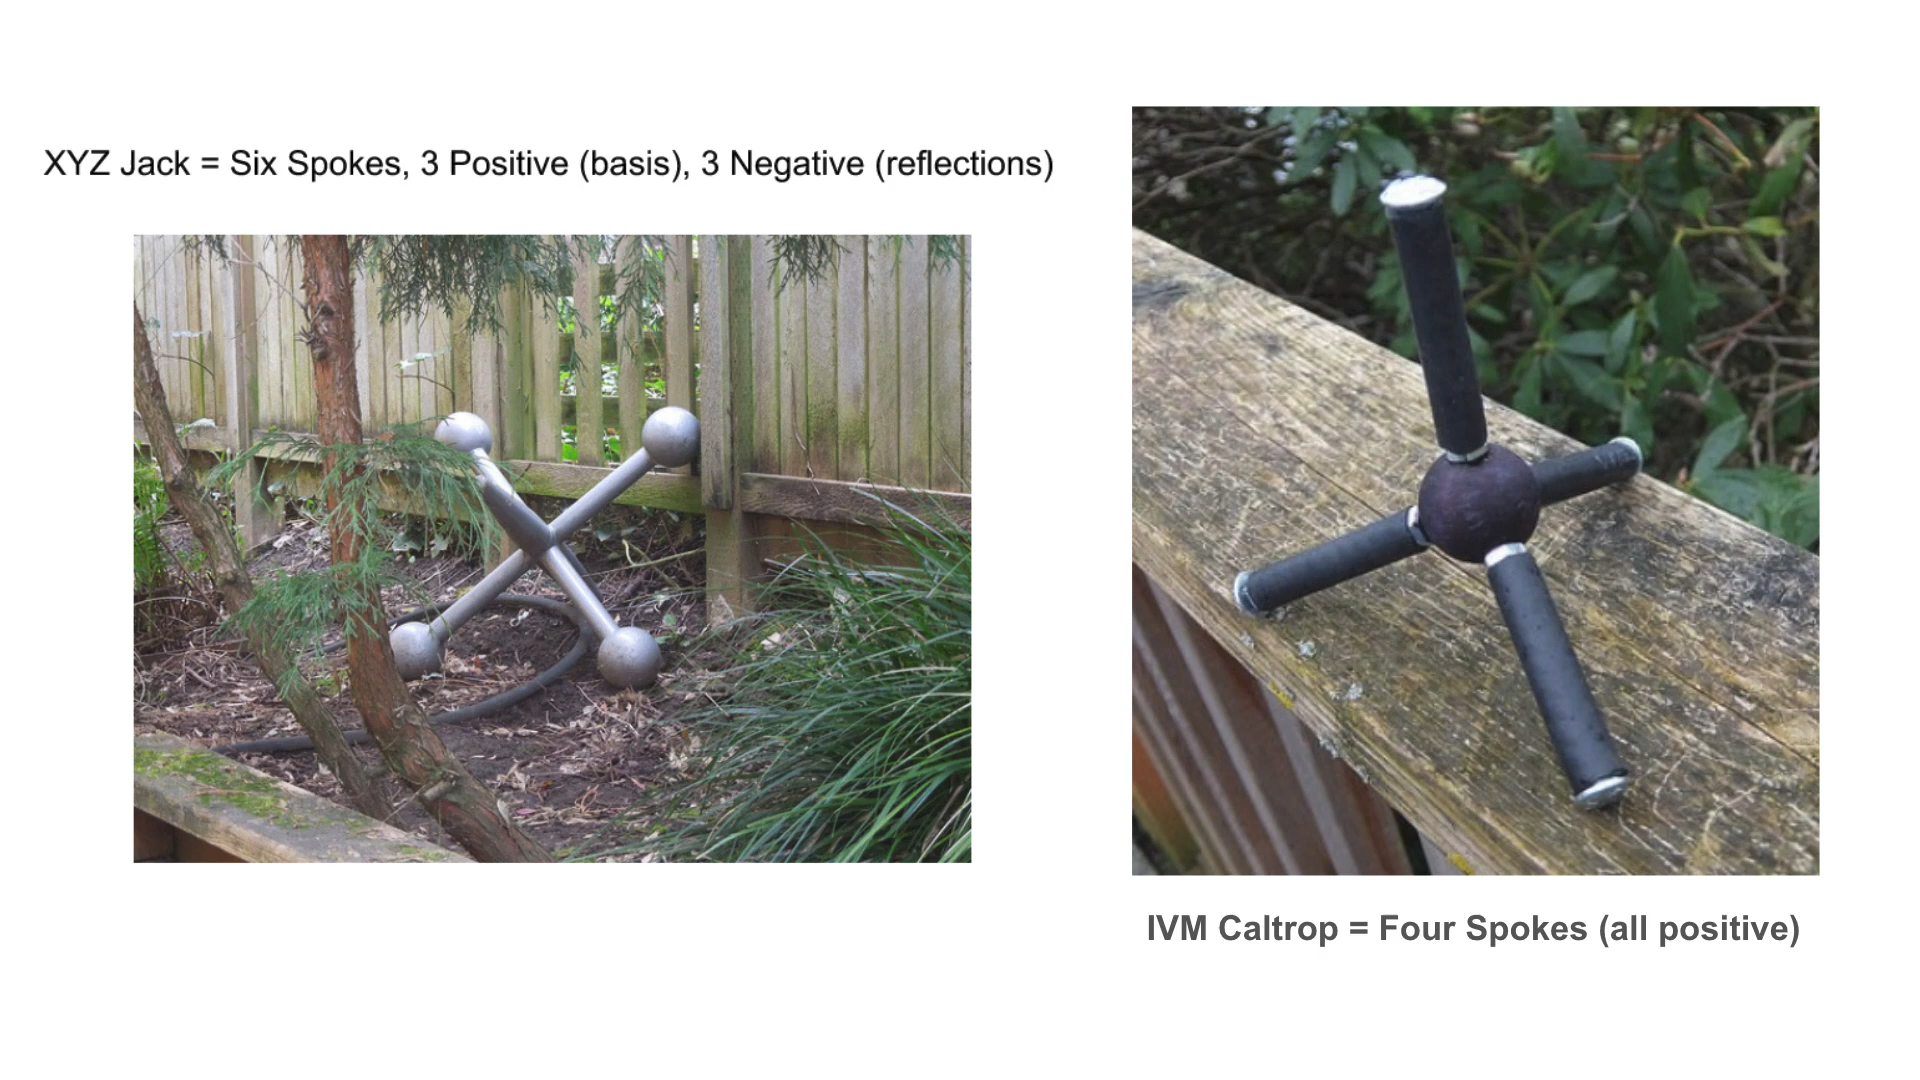 XYZ Jack = Six Spokes, 3 Positive (basis), 3 Negative (reflections)
IVM Caltrop = Four Spokes (all positive)